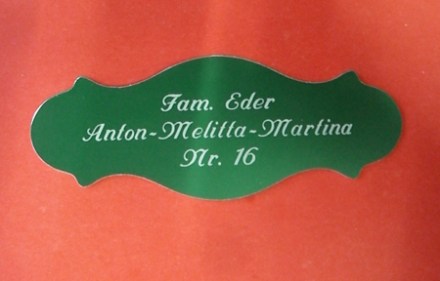 Fam. Eder
Anton-Melitta-Martina
Nr. 16